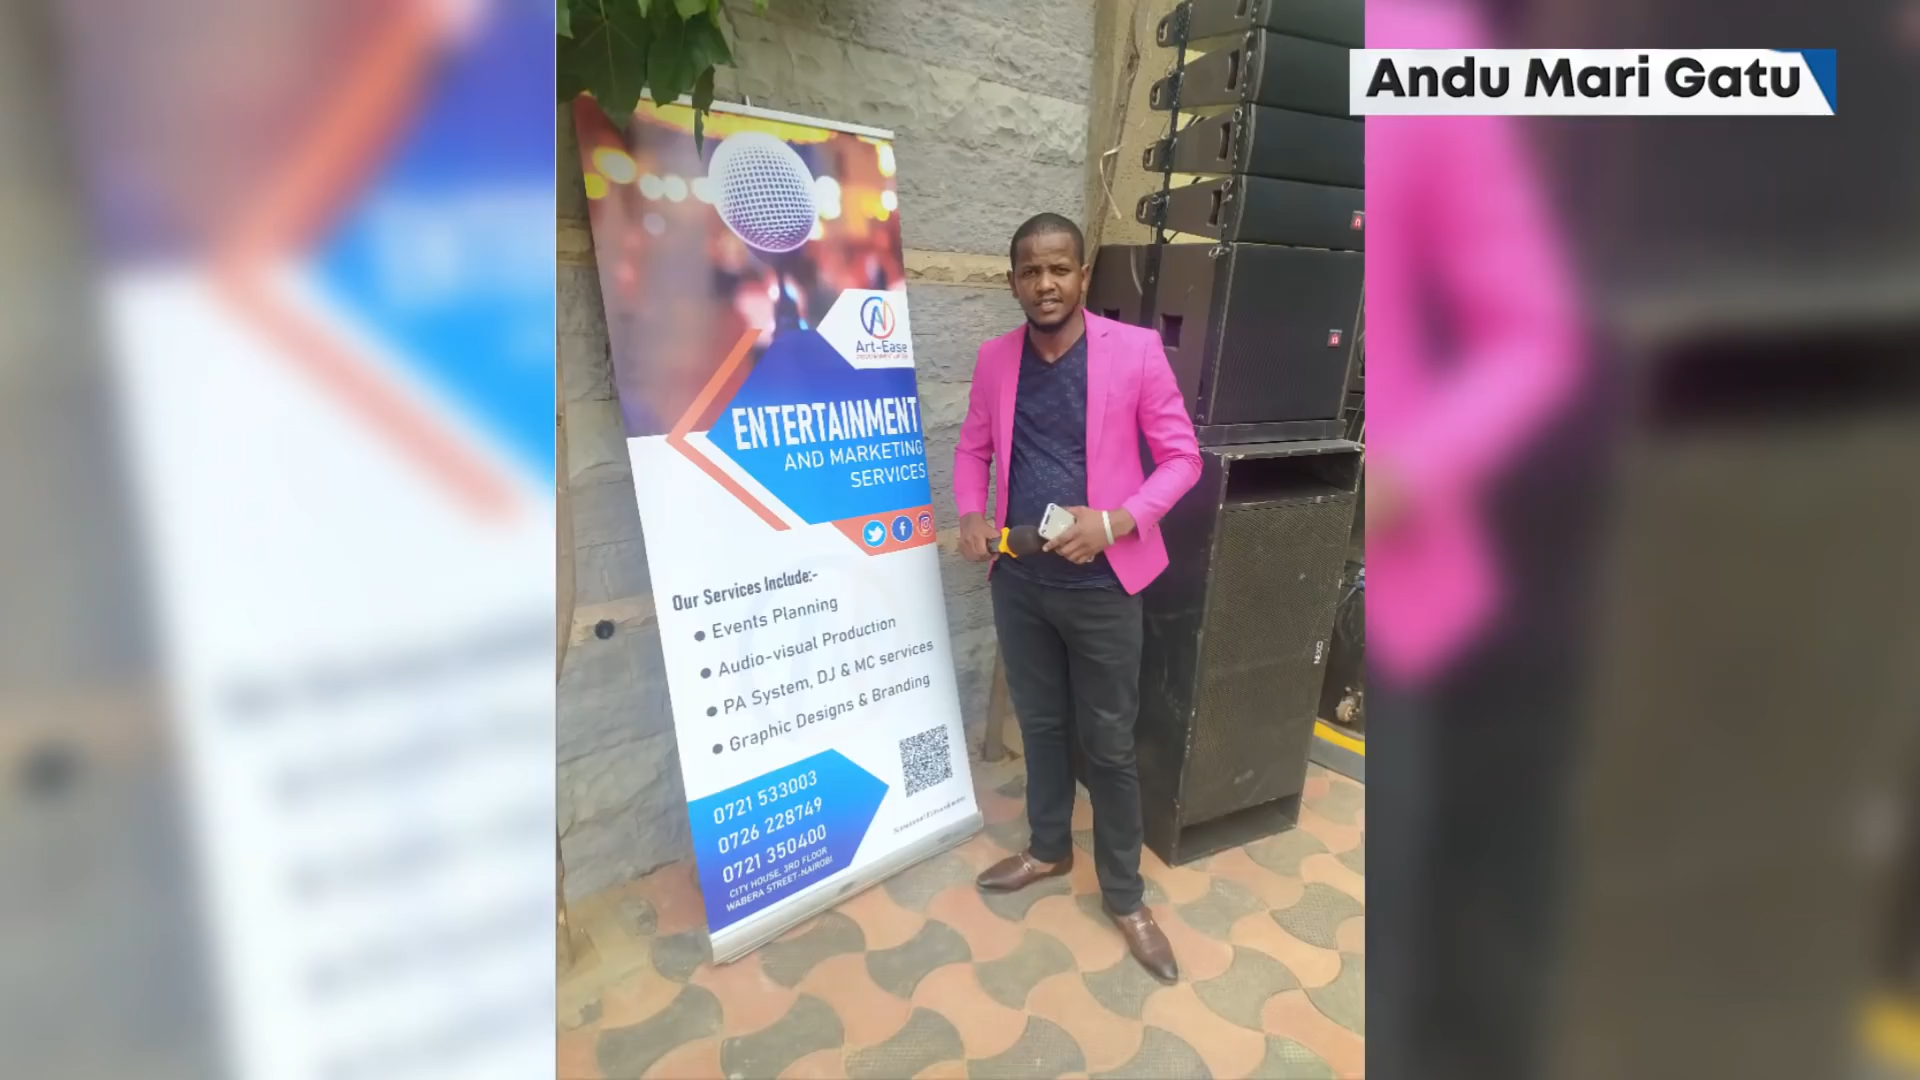 Andu Mari Gatu
Art-Ease
ENTERTAINMENT
AND MARKETING
SERVICES
Our Services Include:-
● Events Planning
● Audio-visual Production
● PA System, DJ & MC services
● Graphic Designs & Branding
0721 533003
0726 228749
0721 350400
CITY HOUSE, 3RD FLOOR
WABERA STREET-NAIROBI.
NEXO